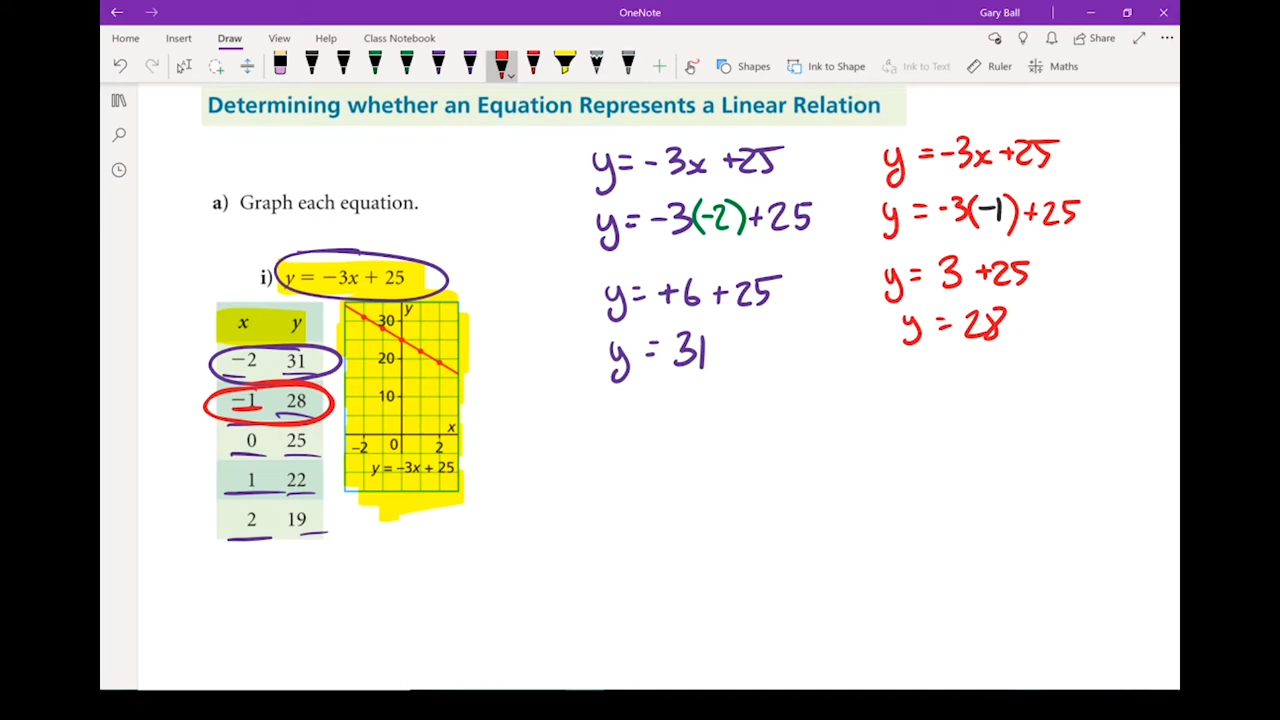 OneNote
Gary Ball
Home Insert Draw View Help Class Notebook
Share
Shapes Ink to Shape Ink to Text Ruler Maths
Determining whether an Equation Represents a Linear Relation
a) Graph each equation.
i) y = −3x + 25
x y
−2 31
−1 28
0 25
1 22
2 19
y
30
20
10
x
−2 0 2
y = −3x + 25
y = -3x +25
y = -3(-2)+25
y = +6 + 25
y = 31
y = -3x +25
y = -3(-1) +25
y = 3 +25
y = 28